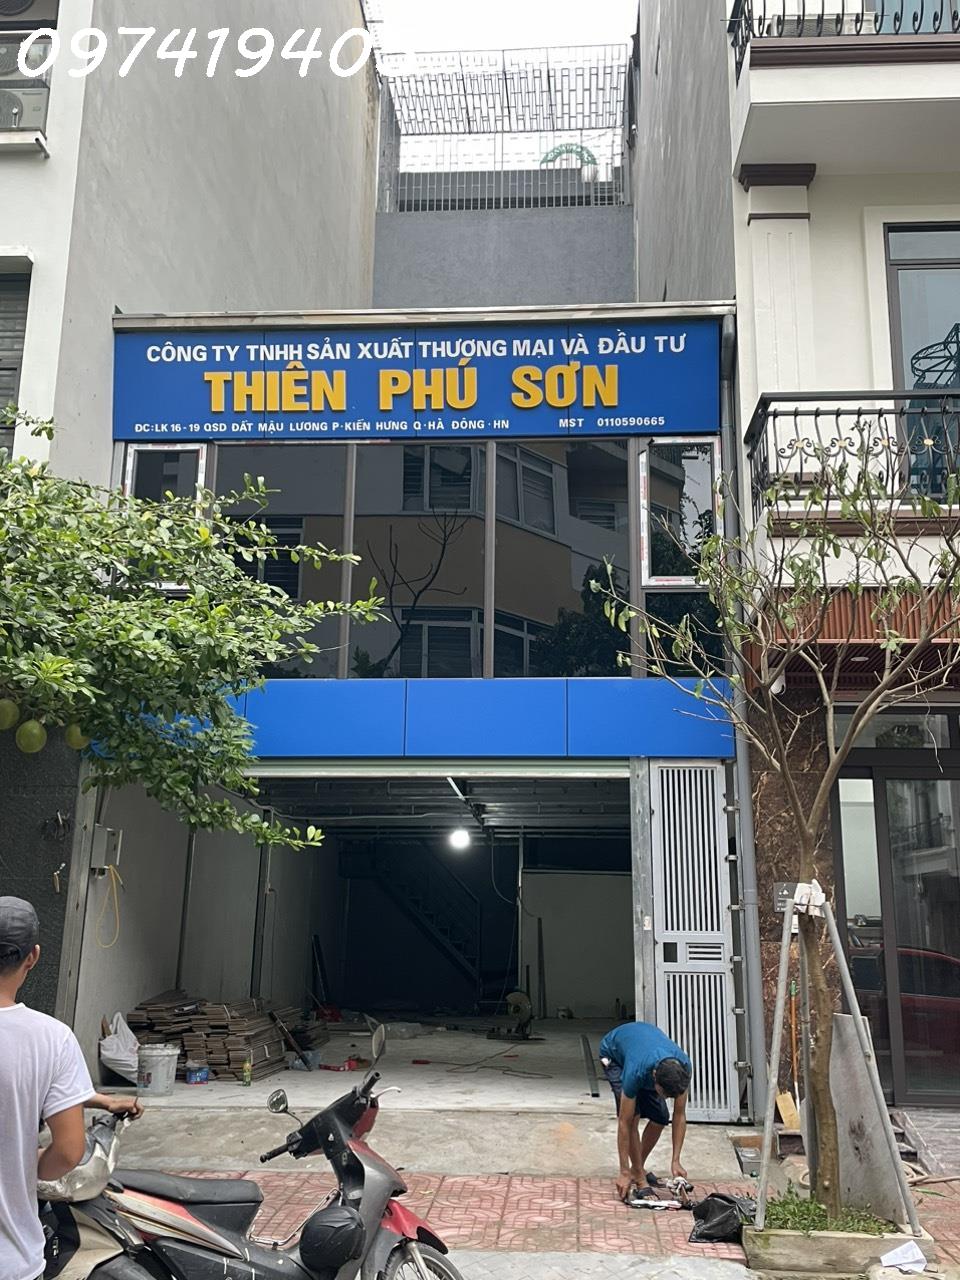 097419405
CÔNG TY TNHH SẢN XUẤT THƯƠNG MẠI VÀ ĐẦU TƯ
THIÊN PHÚ SƠN
ĐC: LK 16 - 19 QSD ĐẤT MẬU LƯƠNG P - KIẾN HƯNG Q - HÀ ĐÔNG - HN MST 0110590665